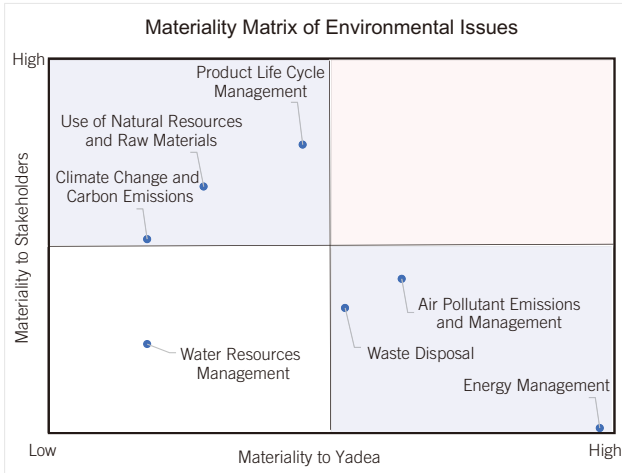 Materiality Matrix of Environmental Issues
High
Product Life Cycle
Management
Use of Natural Resources
and Raw Materials
Climate Change and
Carbon Emissions
Materiality to Stakeholders
Air Pollutant Emissions
and Management
Waste Disposal
Water Resources
Management
Energy Management
Low
Materiality to Yadea
High